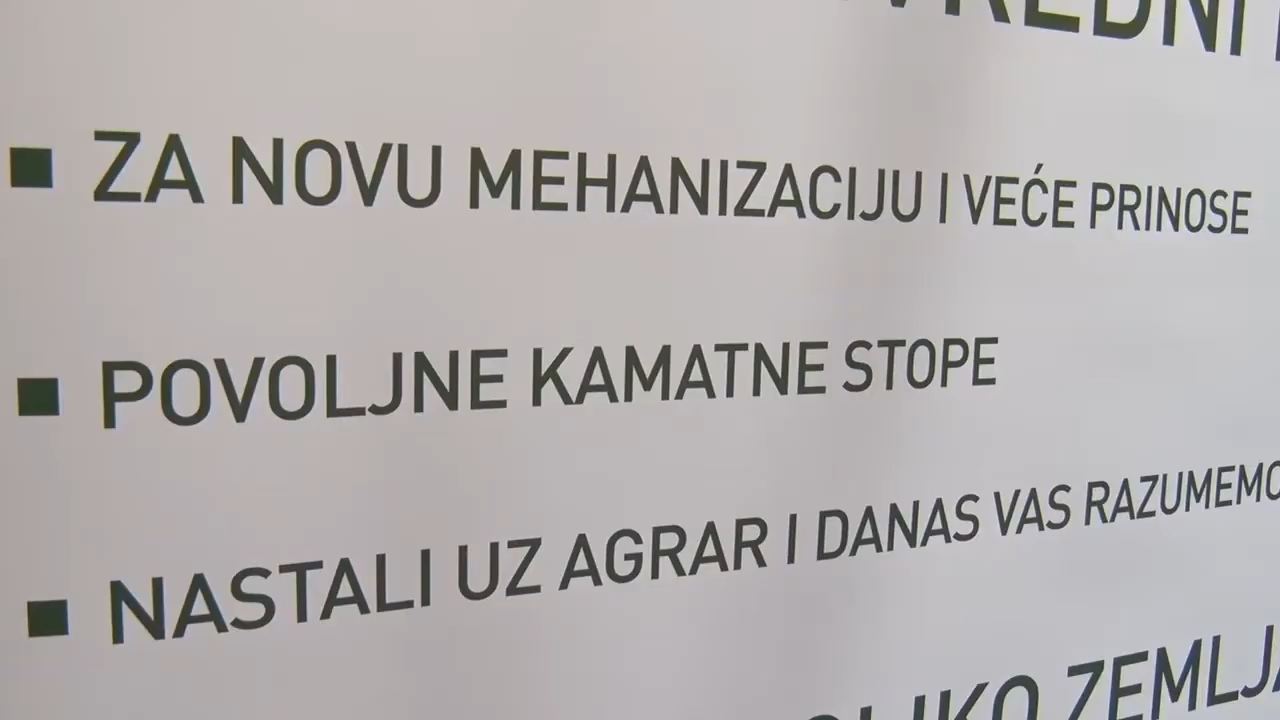 ZA NOVU MEHANIZACIJU I VEĆE PRINOSE
POVOLJNE KAMATNE STOPE
NASTALI UZ AGRAR I DANAS VAS RAZUMEMO